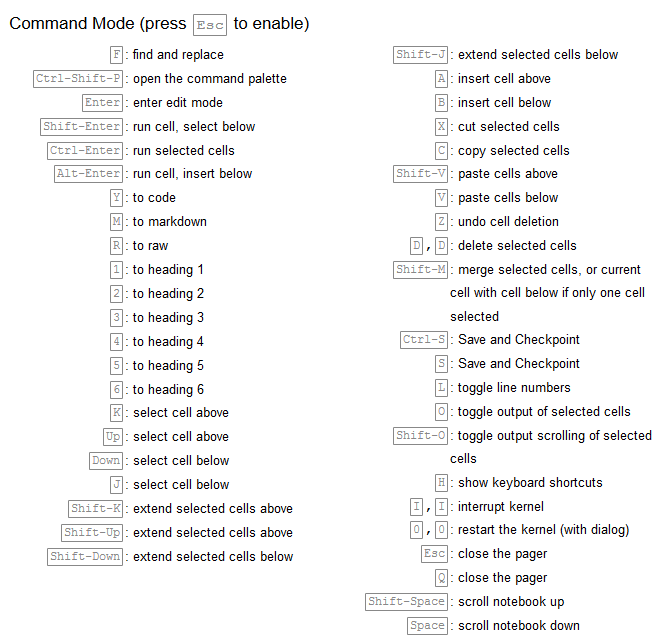 Command Mode (press Esc to enable)
F : find and replace
Ctrl-Shift-P : open the command palette
Enter : enter edit mode
Shift-Enter : run cell, select below
Ctrl-Enter : run selected cells
Alt-Enter : run cell, insert below
Y : to code
M : to markdown
R : to raw
1 : to heading 1
2 : to heading 2
3 : to heading 3
4 : to heading 4
5 : to heading 5
6 : to heading 6
K : select cell above
Up : select cell above
Down : select cell below
J : select cell below
Shift-K : extend selected cells above
Shift-Up : extend selected cells above
Shift-Down : extend selected cells below
Shift-J : extend selected cells below
A : insert cell above
B : insert cell below
X : cut selected cells
C : copy selected cells
Shift-V : paste cells above
V : paste cells below
Z : undo cell deletion
D , D : delete selected cells
Shift-M : merge selected cells, or current
cell with cell below if only one cell
selected
Ctrl-S : Save and Checkpoint
S : Save and Checkpoint
L : toggle line numbers
O : toggle output of selected cells
Shift-O : toggle output scrolling of selected
cells
H : show keyboard shortcuts
I , I : interrupt kernel
0 , 0 : restart the kernel (with dialog)
Esc : close the pager
Q : close the pager
Shift-Space : scroll notebook up
Space : scroll notebook down